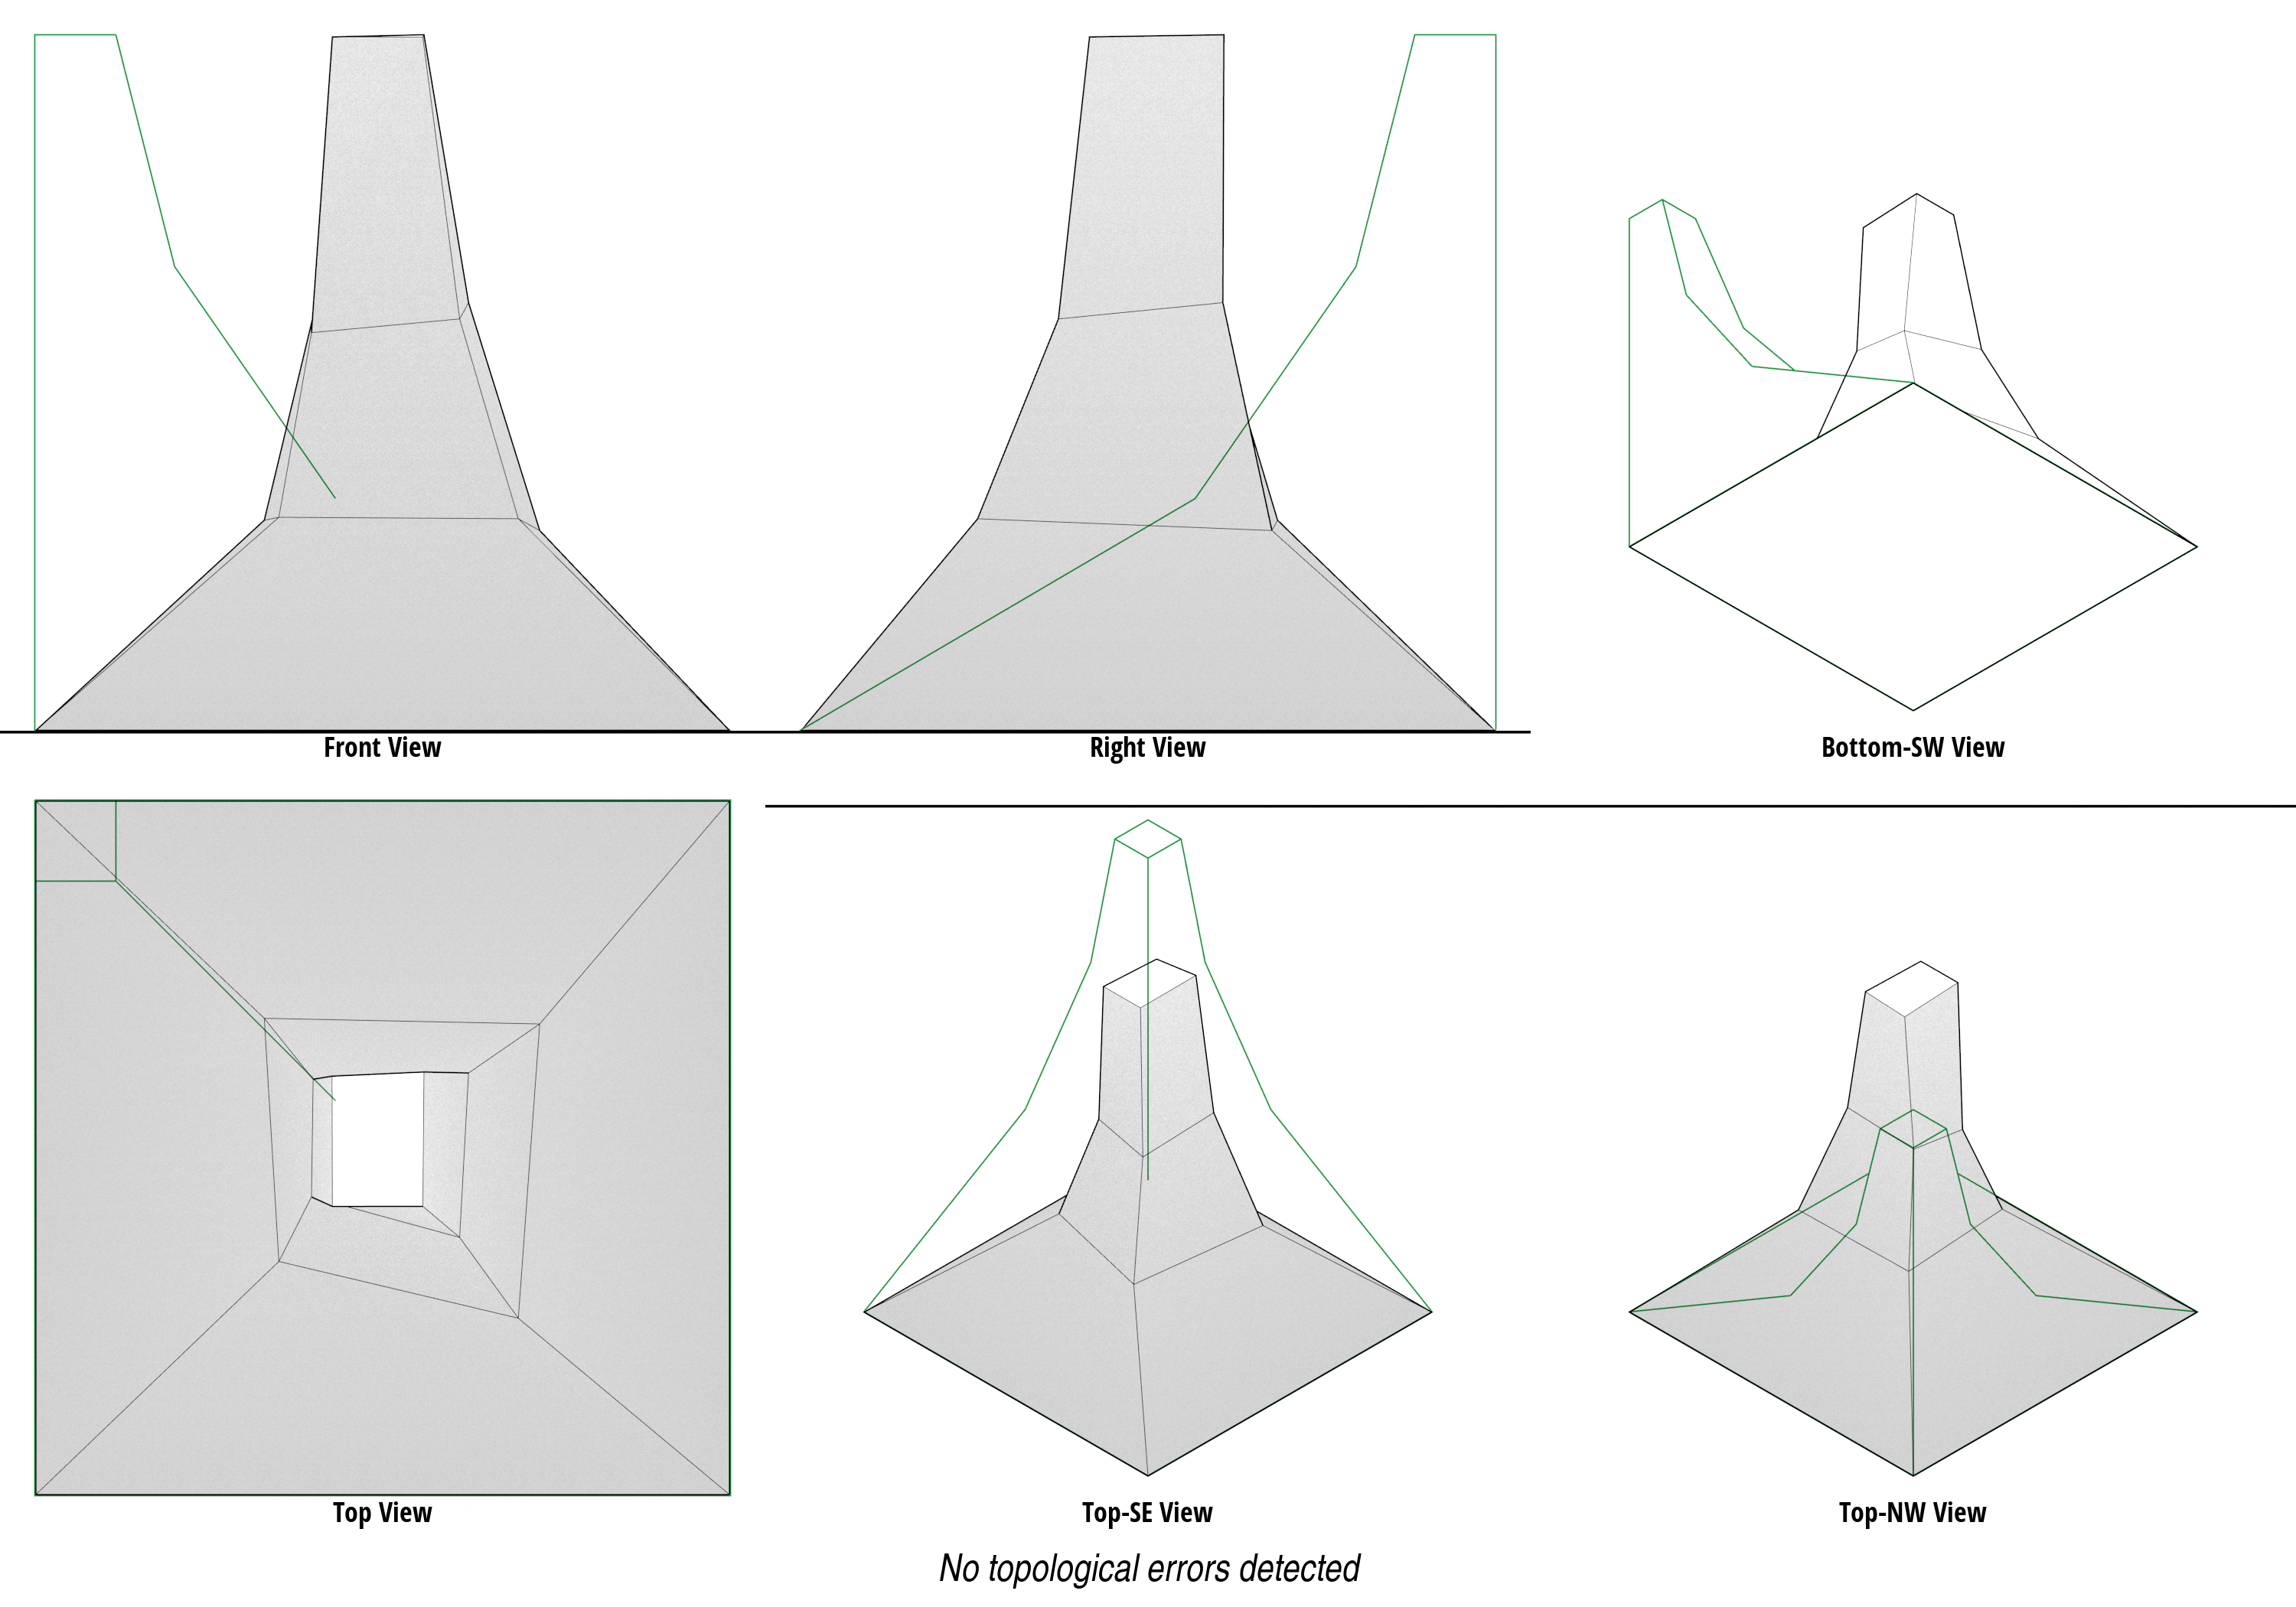 Front View
Right View
Bottom-SW View
Top View
Top-SE View
Top-NW View
No topological errors detected